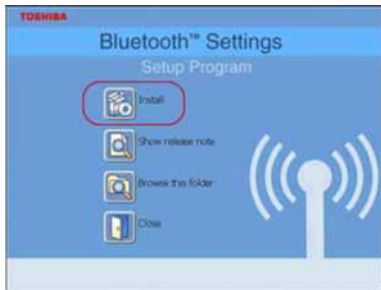 TOSHIBA
Bluetooth™ Settings
Setup Program
Install
Show release note
Browse this folder
Close